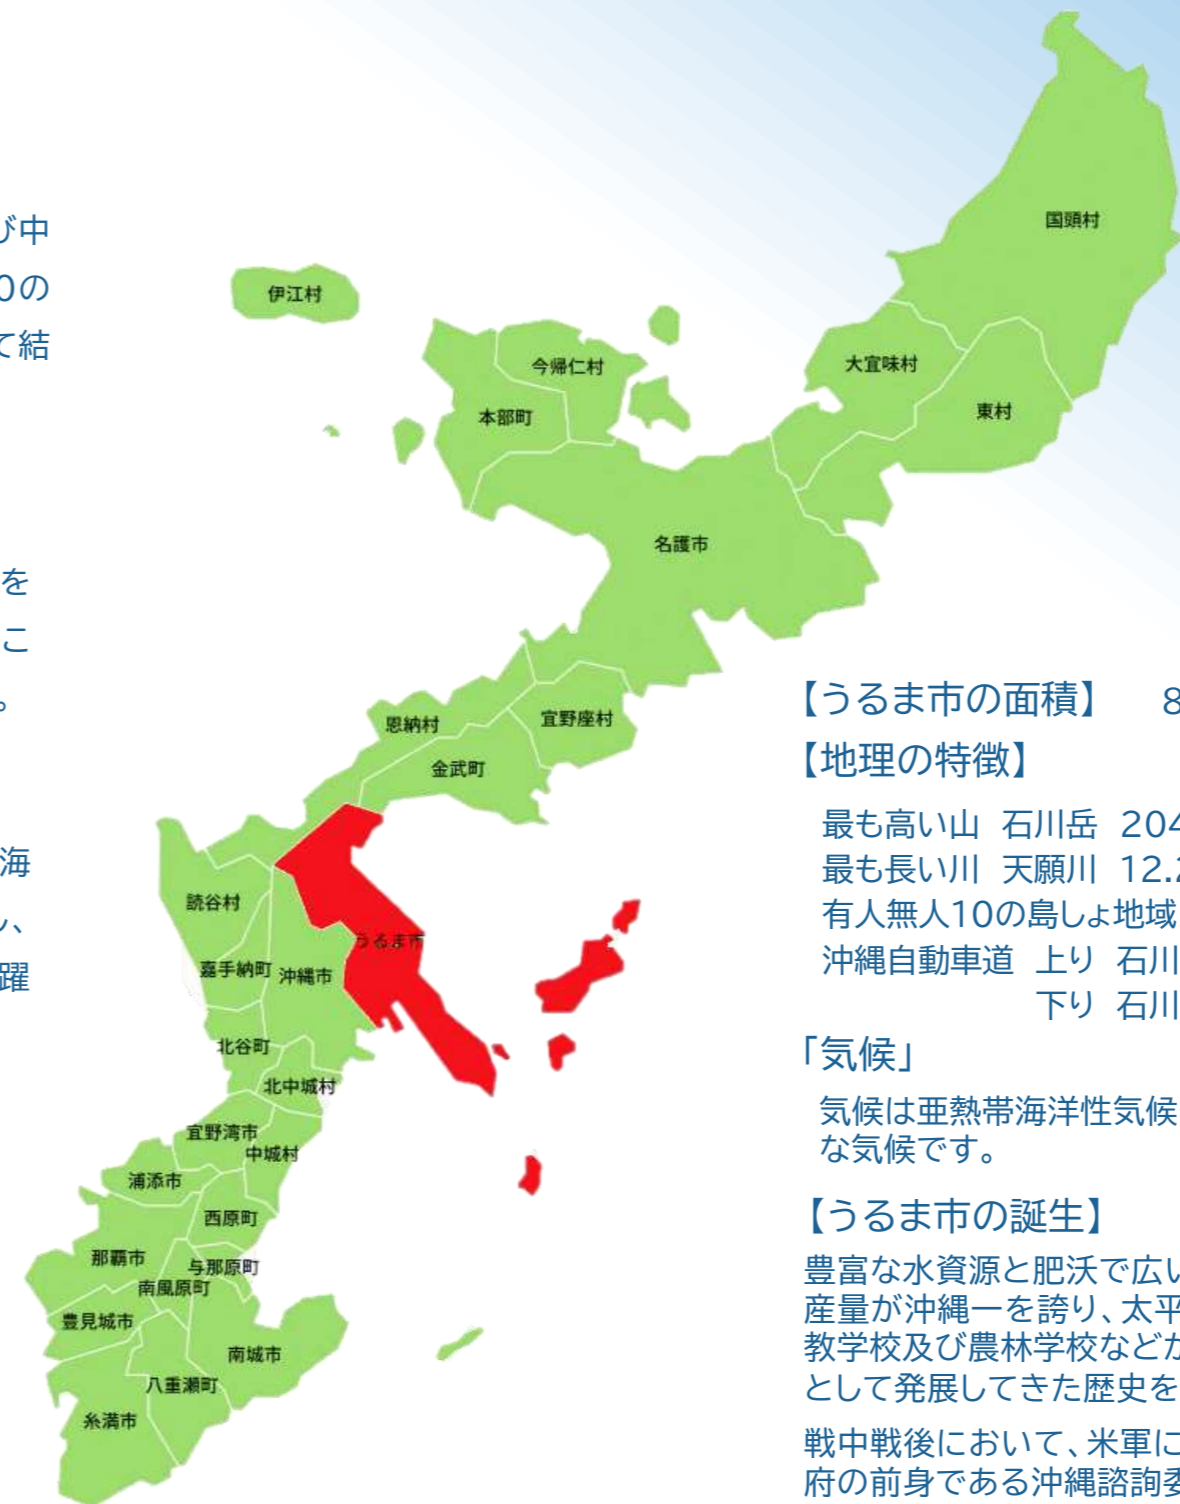 び中
0の
て結
を
こ
。
海
し、
躍
国頭村
伊江村
今帰仁村
大宜味村
本部町
東村
名護市
恩納村
宜野座村
金武町
読谷村
うるま市
嘉手納町
沖縄市
北谷町
北中城村
宜野湾市
中城村
浦添市
西原町
那覇市
与那原町
南風原町
豊見城市
南城市
八重瀬町
糸満市
【うるま市の面積】 8
【地理の特徴】
最も高い山 石川岳 204
最も長い川 天願川 12.2
有人無人10の島しょ地域
沖縄自動車道 上り 石川
下り 石川
「気候」
気候は亜熱帯海洋性気候
な気候です。
【うるま市の誕生】
豊富な水資源と肥沃で広い
産量が沖縄一を誇り、太平
教学校及び農林学校などが
として発展してきた歴史を
戦中戦後において、米軍に
府の前身である沖縄諮詢委